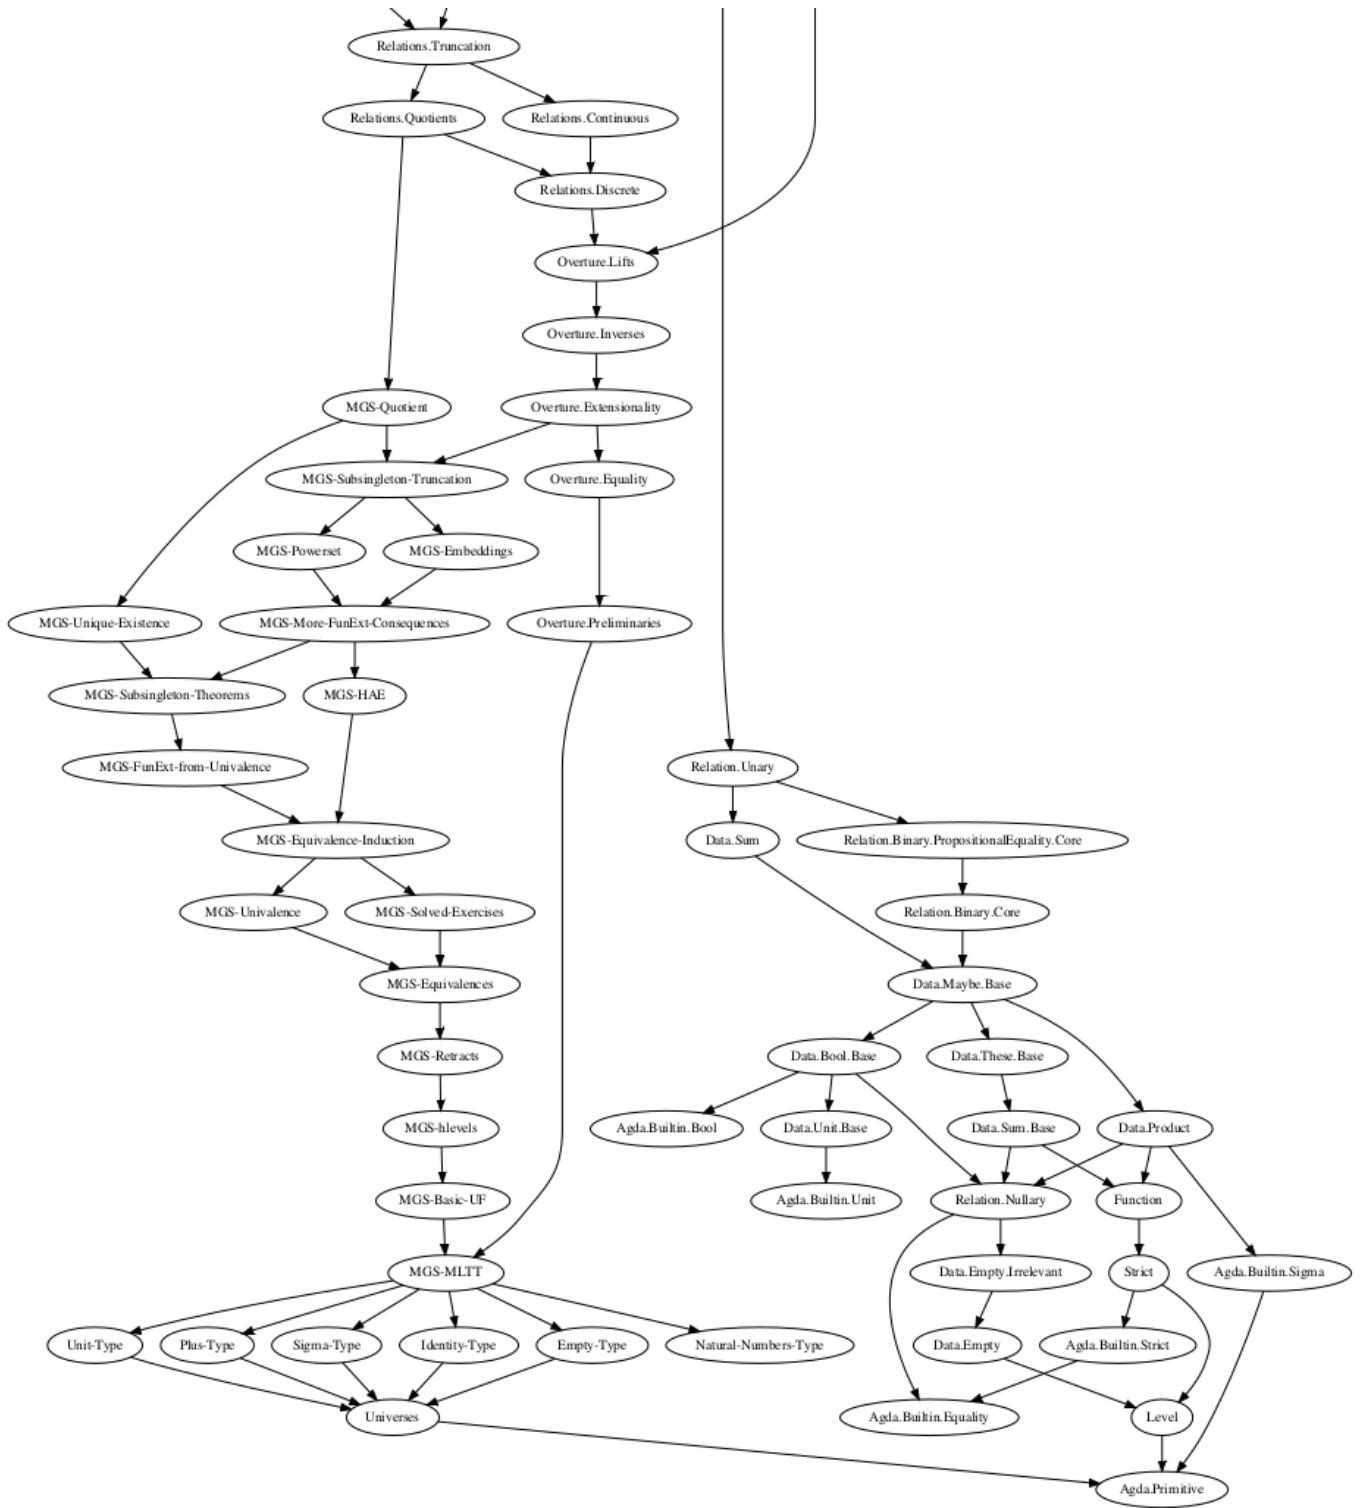 Relations.Truncation
Relations.Quotients
Relations.Continuous
Relations.Discrete
Overture.Lifts
Overture.Inverses
MGS-Quotient
Overture.Extensionality
MGS-Subsingleton-Truncation
Overture.Equality
MGS-Powerset
MGS-Embeddings
MGS-Unique-Existence
MGS-More-FunExt-Consequences
Overture.Preliminaries
MGS-Subsingleton-Theorems
MGS-HAE
MGS-FunExt-from-Univalence
Relation.Unary
MGS-Equivalence-Induction
Data.Sum
Relation.Binary.PropositionalEquality.Core
MGS-Univalence
MGS-Solved-Exercises
Relation.Binary.Core
MGS-Equivalences
Data.Maybe.Base
MGS-Retracts
Data.Bool.Base
Data.These.Base
MGS-hlevels
Agda.Builtin.Bool
Data.Unit.Base
Data.Sum.Base
Data.Product
MGS-Basic-UF
Agda.Builtin.Unit
Relation.Nullary
Function
MGS-MLTT
Data.Empty.Irrelevant
Strict
Agda.Builtin.Sigma
Unit-Type
Plus-Type
Sigma-Type
Identity-Type
Empty-Type
Natural-Numbers-Type
Data.Empty
Agda.Builtin.Strict
Universes
Agda.Builtin.Equality
Level
Agda.Primitive